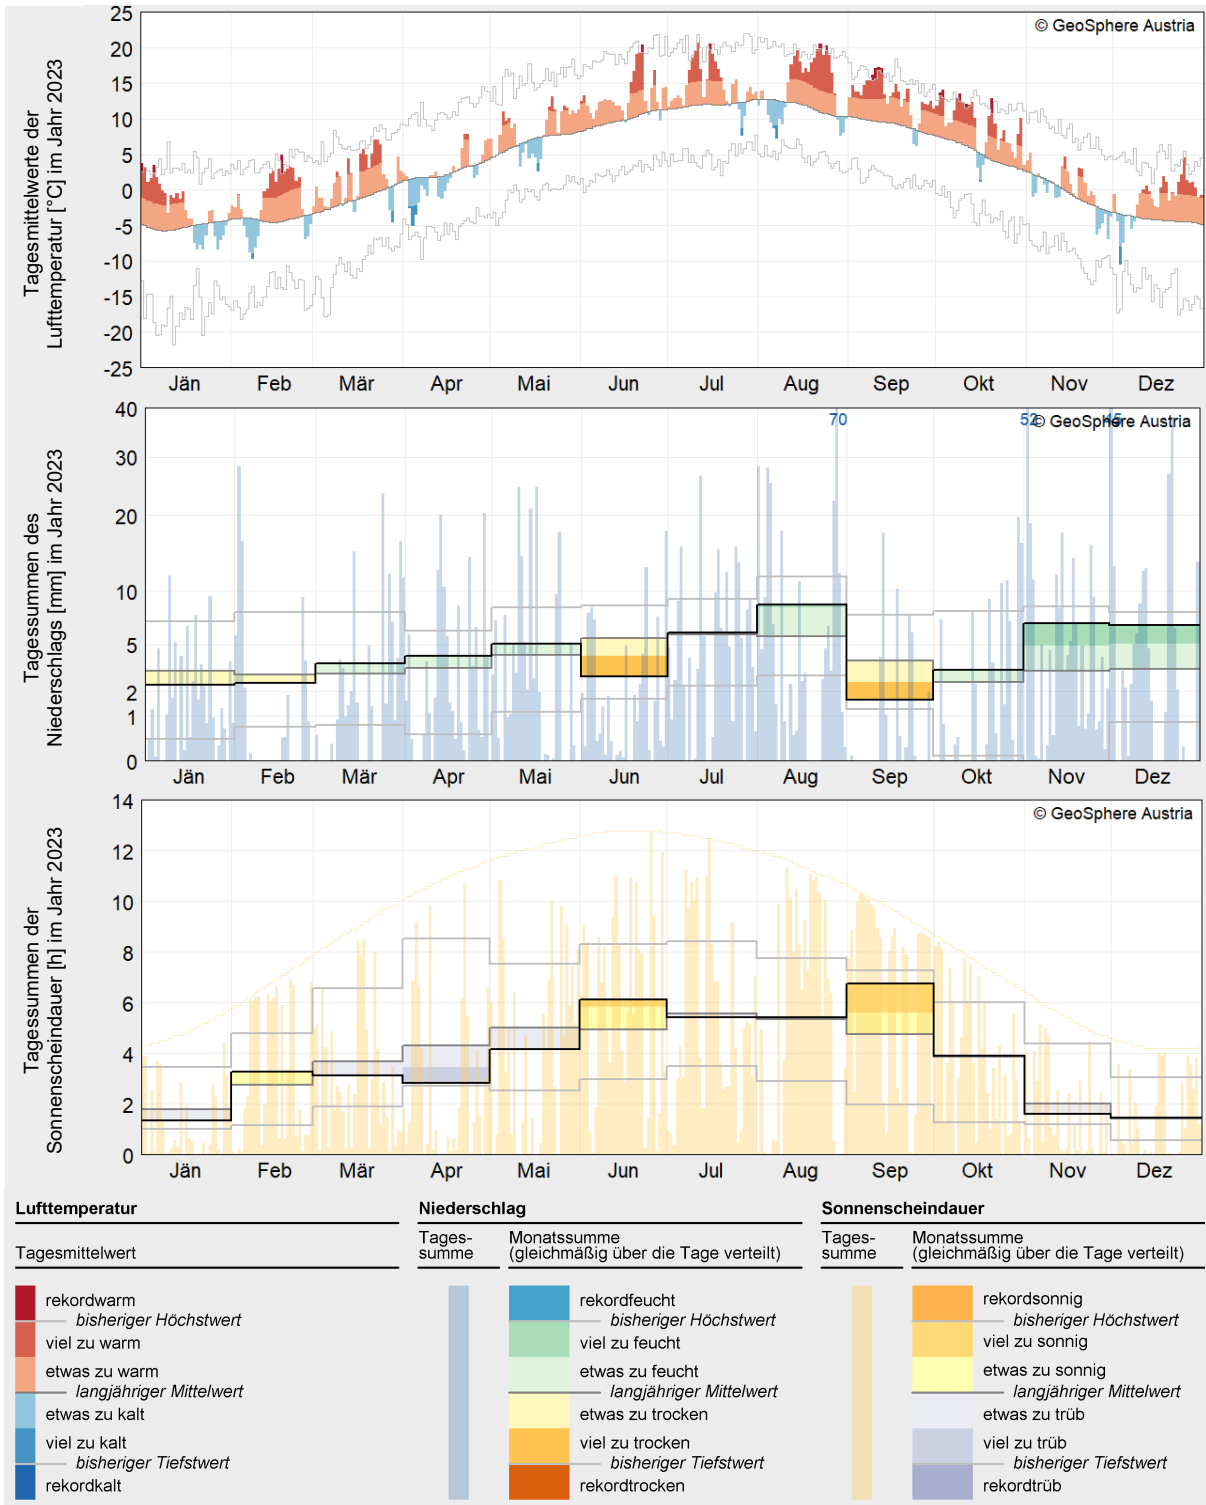 Tagesmittelwerte der
Lufttemperatur [°C] im Jahr 2023
25
20
15
10
5
0
-5
-10
-15
-20
-25
© GeoSphere Austria
Jän Feb Mär Apr Mai Jun Jul Aug Sep Okt Nov Dez
Tagessummen des
Niederschlags [mm] im Jahr 2023
40
30
20
10
5
2
1
0
70 52 45
© GeoSphere Austria
Jän Feb Mär Apr Mai Jun Jul Aug Sep Okt Nov Dez
Tagessummen der
Sonnenscheindauer [h] im Jahr 2023
14
12
10
8
6
4
2
0
© GeoSphere Austria
Jän Feb Mär Apr Mai Jun Jul Aug Sep Okt Nov Dez
Lufttemperatur
Tagesmittelwert
rekordwarm
bisheriger Höchstwert
viel zu warm
etwas zu warm
langjähriger Mittelwert
etwas zu kalt
viel zu kalt
bisheriger Tiefstwert
rekordkalt
Niederschlag
Tages-
summe
Monatssumme
(gleichmäßig über die Tage verteilt)
rekordfeucht
bisheriger Höchstwert
viel zu feucht
etwas zu feucht
langjähriger Mittelwert
etwas zu trocken
viel zu trocken
bisheriger Tiefstwert
rekordtrocken
Sonnenscheindauer
Tages-
summe
Monatssumme
(gleichmäßig über die Tage verteilt)
rekordsonnig
bisheriger Höchstwert
viel zu sonnig
etwas zu sonnig
langjähriger Mittelwert
etwas zu trüb
viel zu trüb
bisheriger Tiefstwert
rekordtrüb